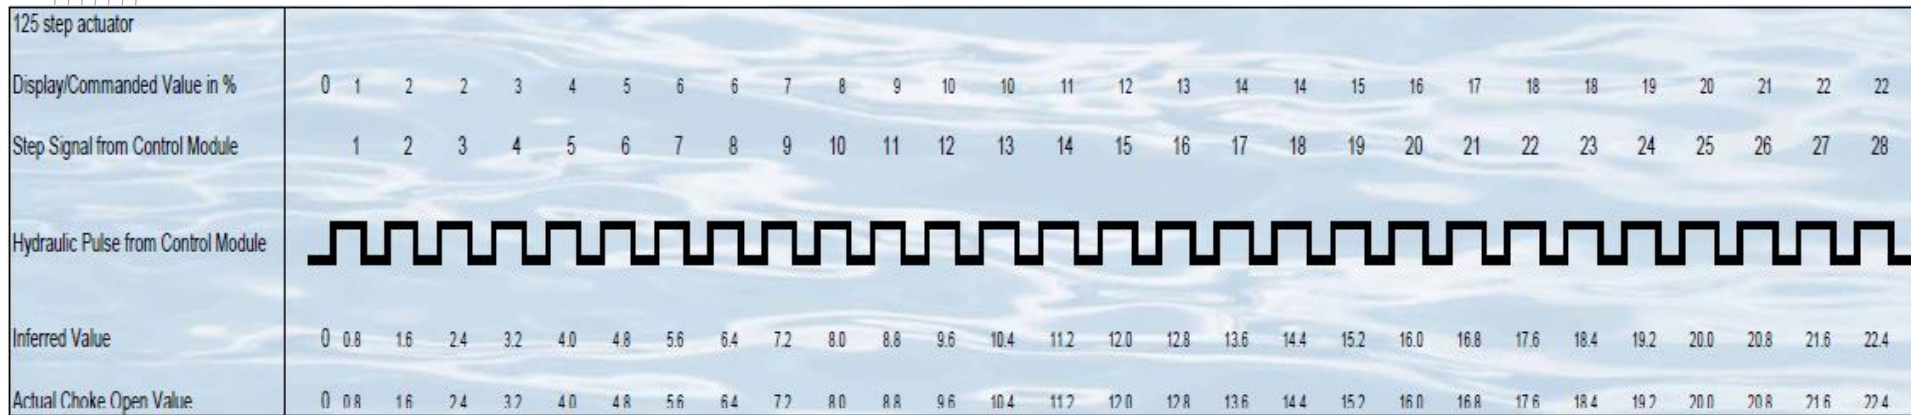 125 step actuator
Display/Commanded Value in % 0 1 2 2 3 4 5 6 6 7 8 9 10 10 11 12 13 14 14 15 16 17 18 18 19 20 21 22 22
Step Signal from Control Module 1 2 3 4 5 6 7 8 9 10 11 12 13 14 15 16 17 18 19 20 21 22 23 24 25 26 27 28
Hydraulic Pulse from Control Module
Inferred Value 0 0.8 1.6 2.4 3.2 4.0 4.8 5.6 6.4 7.2 8.0 8.8 9.6 10.4 11.2 12.0 12.8 13.6 14.4 15.2 16.0 16.8 17.6 18.4 19.2 20.0 20.8 21.6 22.4
Actual Choke Open Value 0 0.8 1.6 2.4 3.2 4.0 4.8 5.6 6.4 7.2 8.0 8.8 9.6 10.4 11.2 12.0 12.8 13.6 14.4 15.2 16.0 16.8 17.6 18.4 19.2 20.0 20.8 21.6 22.4